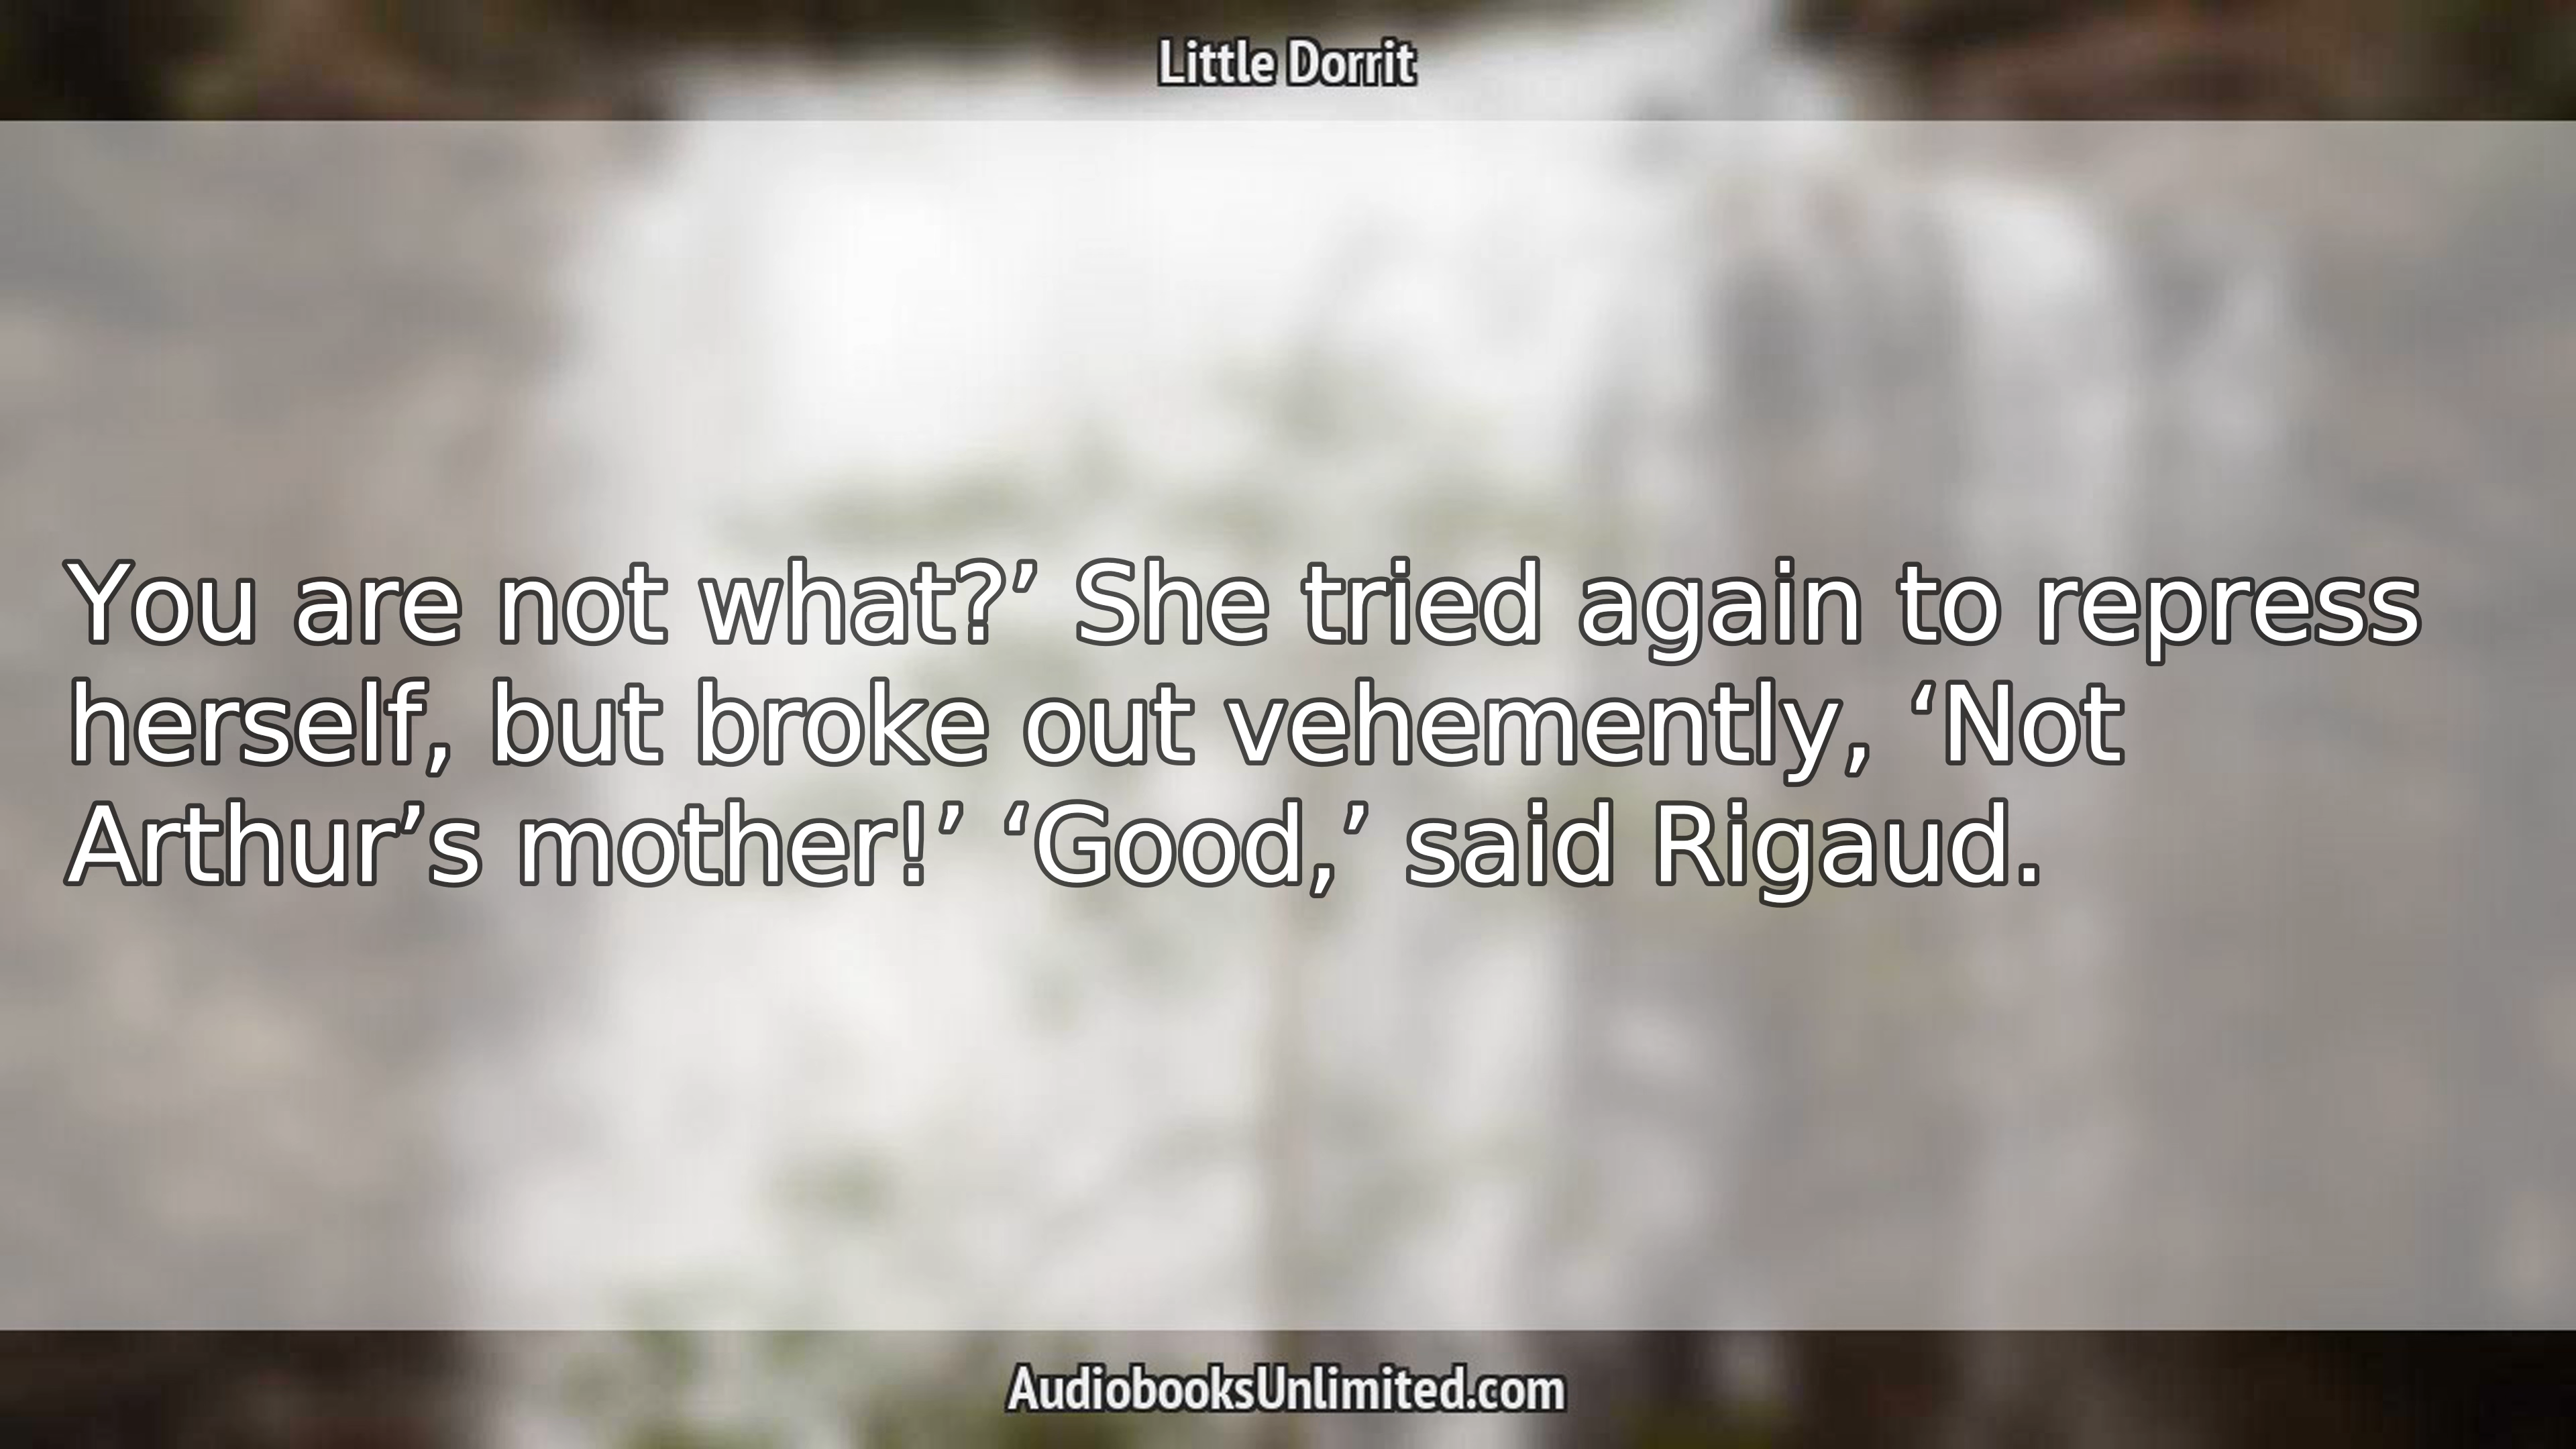 Little Dorrit
You are not what?’ She tried again to repress
herself, but broke out vehemently, ‘Not
Arthur’s mother!’ ‘Good,’ said Rigaud.
AudiobooksUnlimited.com